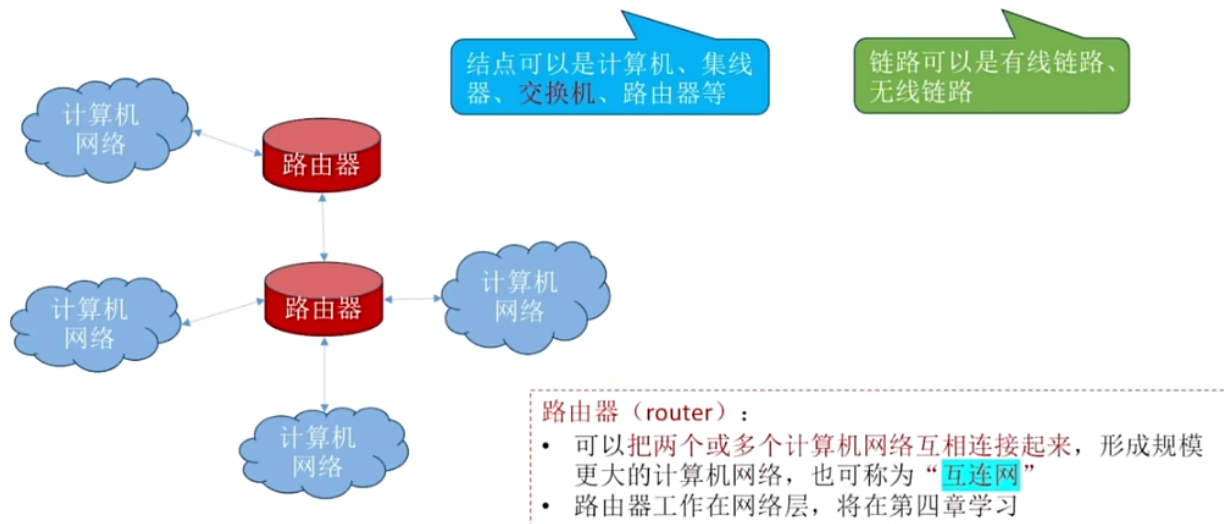 结点可以是计算机、集线
器、交换机、路由器等
链路可以是有线链路、
无线链路
计算机
网络
路由器
计算机
网络
路由器
计算机
网络
计算机
网络
路由器（router）：
• 可以把两个或多个计算机网络互相连接起来，形成规模
更大的计算机网络，也可称为“互连网”
• 路由器工作在网络层，将在第四章学习